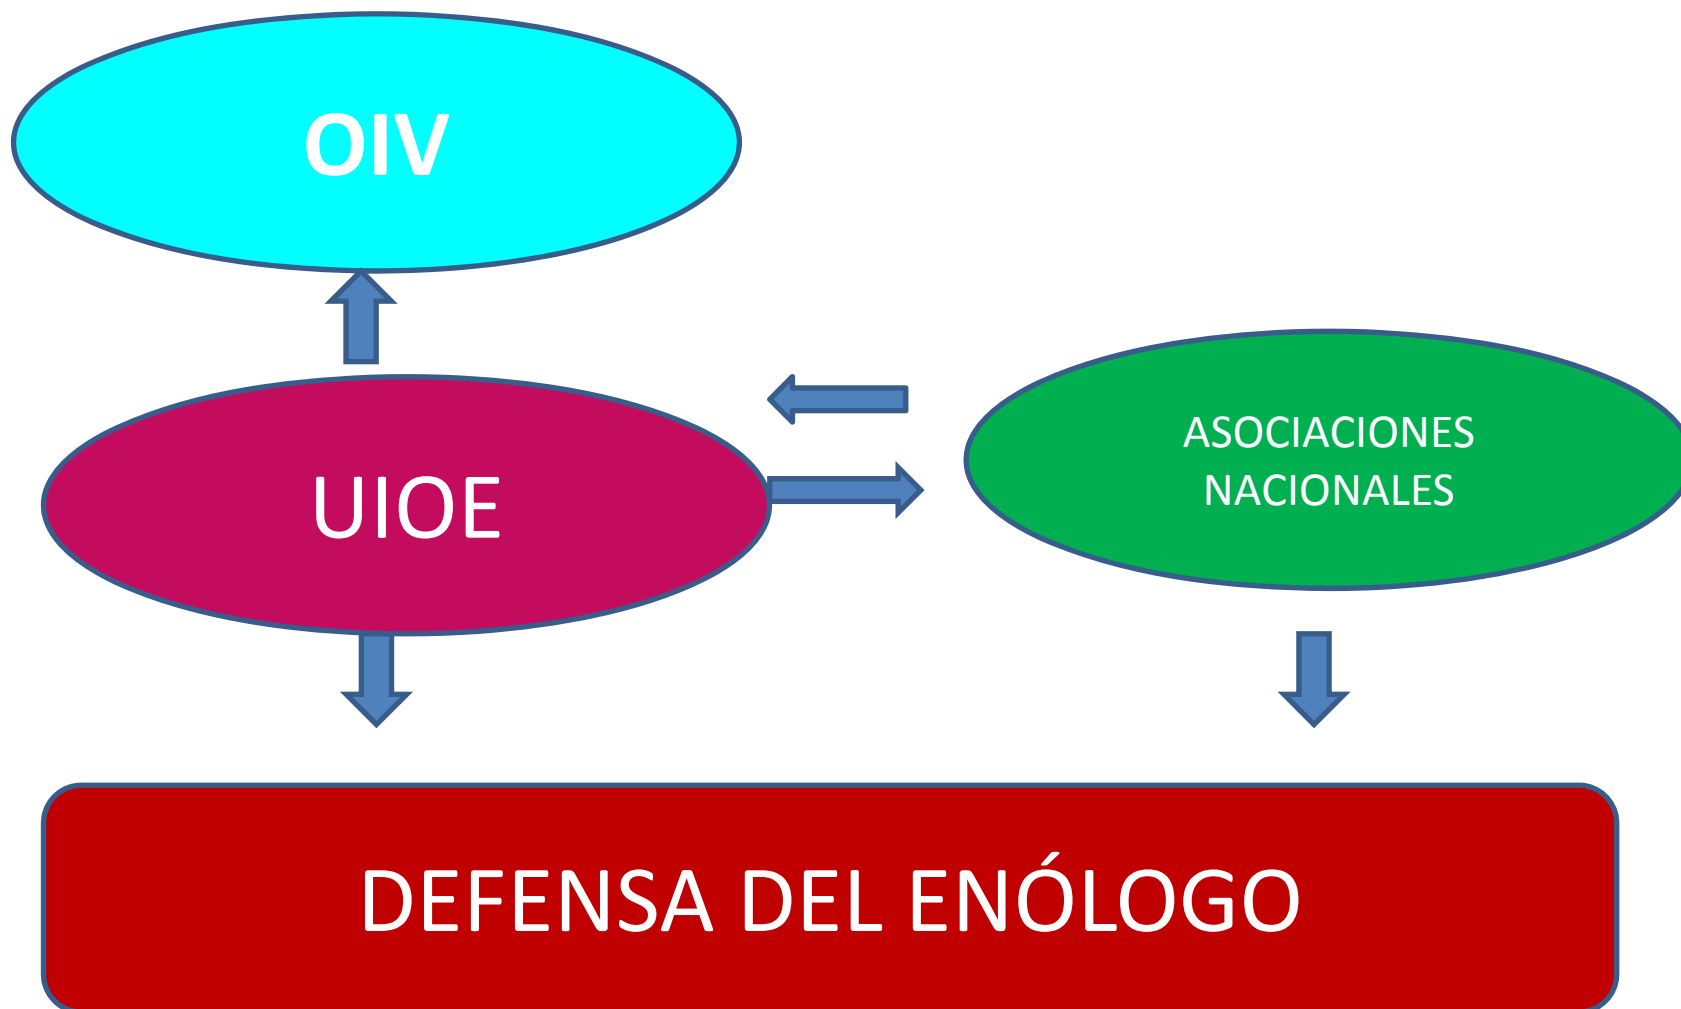 OIV
UIOE
ASOCIACIONES
NACIONALES
DEFENSA DEL ENÓLOGO